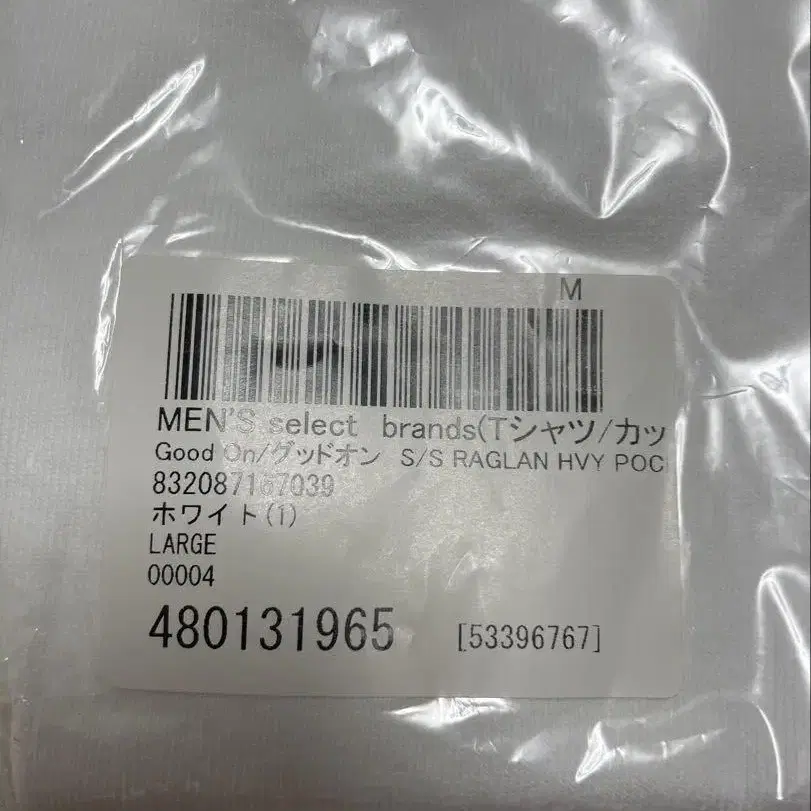 M
MEN'S select brands(Tシャツ/カッ
Good On/グッドオン S/S RAGLAN HVY POC
832087167039
ホワイト(1)
LARGE
00004
480131965 [53396767]